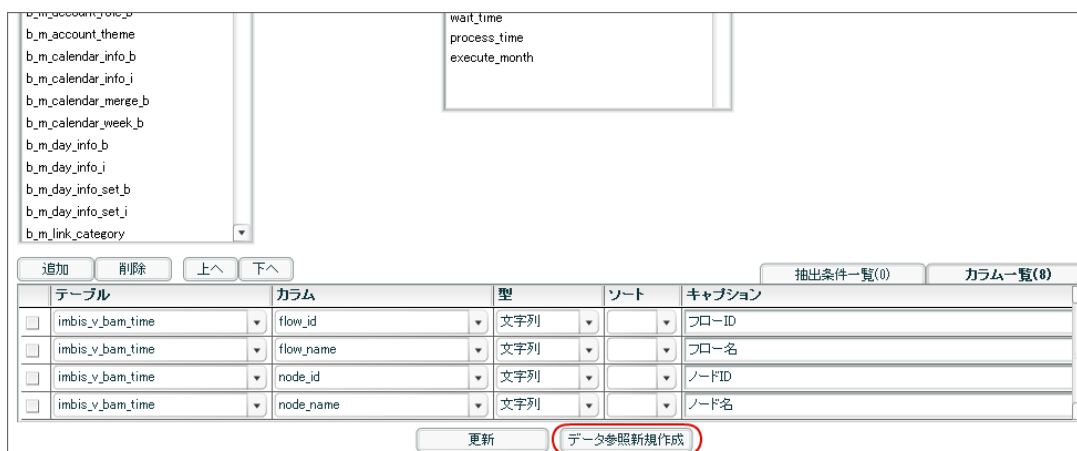 b_m_account_role_b
b_m_account_theme
b_m_calendar_info_b
b_m_calendar_info_i
b_m_calendar_merge_b
b_m_calendar_week_b
b_m_day_info_b
b_m_day_info_i
b_m_day_info_set_b
b_m_day_info_set_i
b_m_link_category
wait_time
process_time
execute_month
追加 削除 上へ 下へ
抽出条件一覧(0) カラム一覧(8)
テーブル カラム 型 ソート キャプション
imbis_v_bam_time flow_id 文字列 フローID
imbis_v_bam_time flow_name 文字列 フロー名
imbis_v_bam_time node_id 文字列 ノードID
imbis_v_bam_time node_name 文字列 ノード名
更新 データ参照新規作成